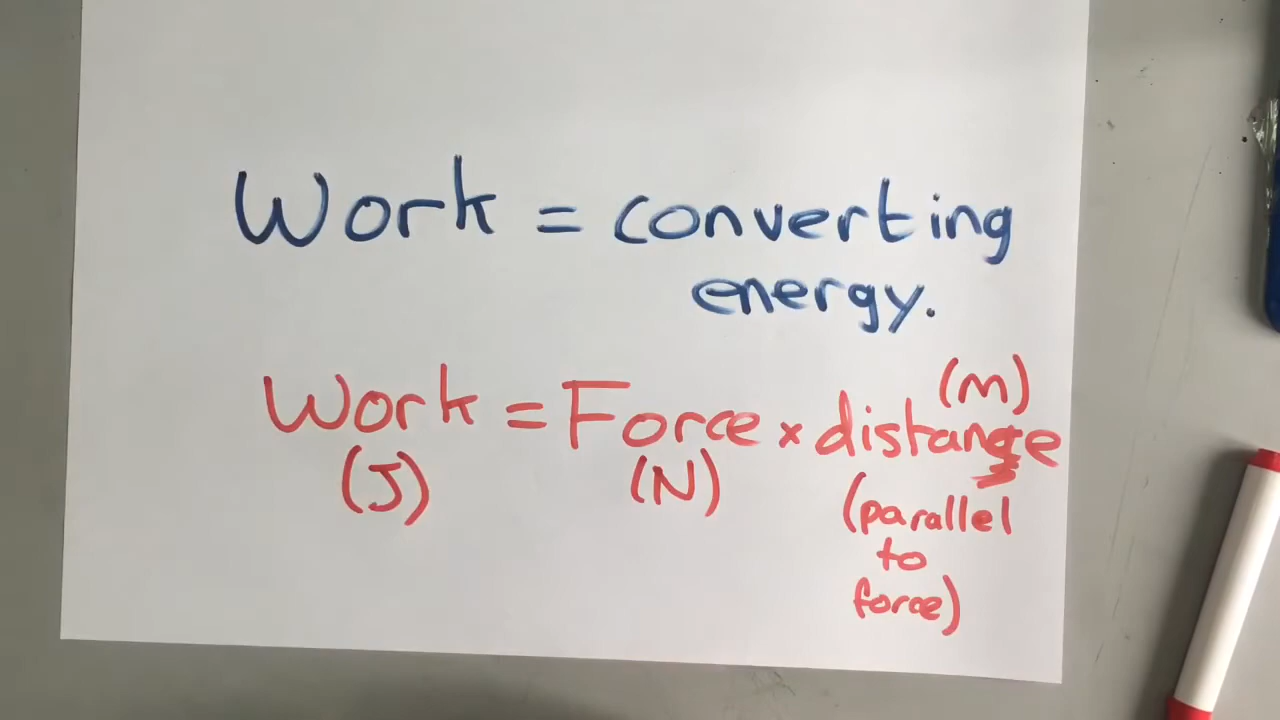 Work = converting
energy.
Work = Force × distance
(J) (N) (M)
(parallel
to
force)